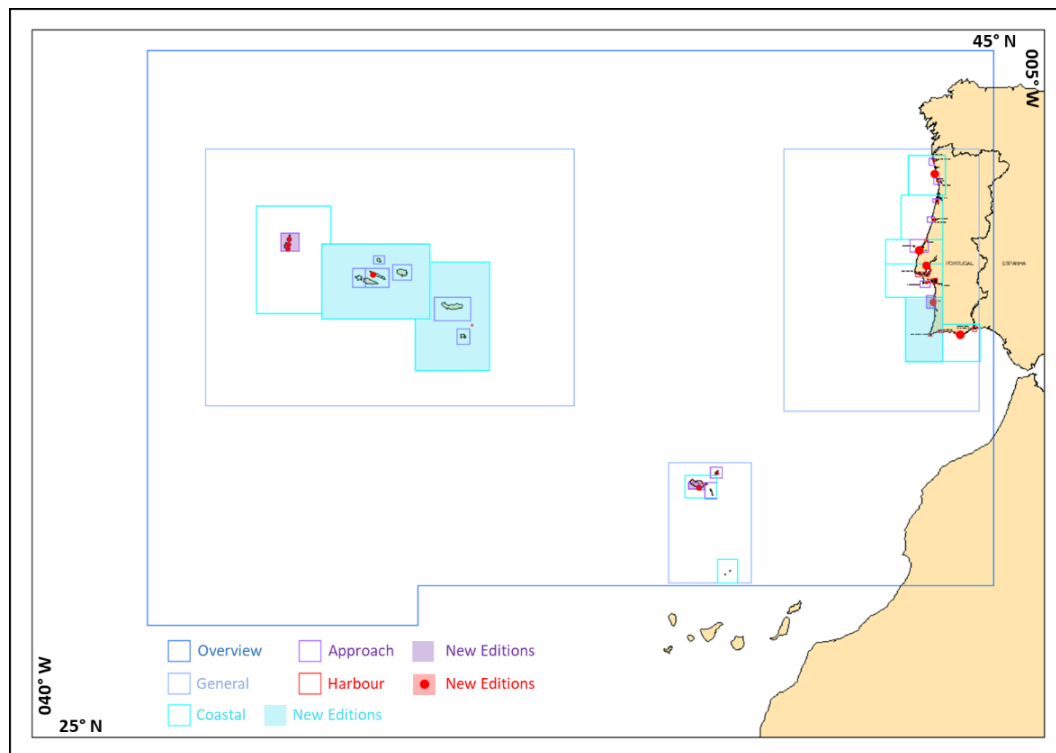 45° N
005° W
PORTUGAL
ESPANHA
Overview
Approach
New Editions
General
Harbour
New Editions
Coastal
New Editions
040° W
25° N